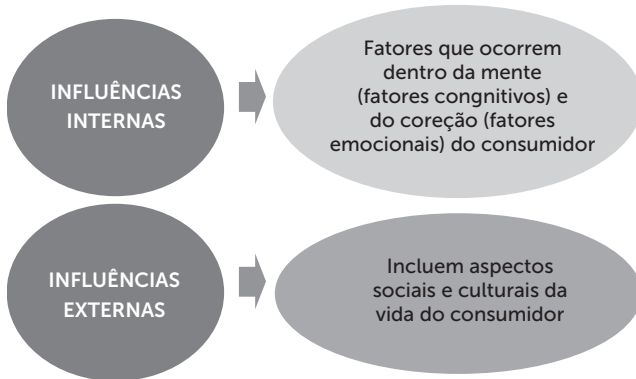 INFLUÊNCIAS
INTERNAS
Fatores que ocorrem
dentro da mente
(fatores congnitivos) e
do coreção (fatores
emocionais) do consumidor
INFLUÊNCIAS
EXTERNAS
Incluem aspectos
sociais e culturais da
vida do consumidor